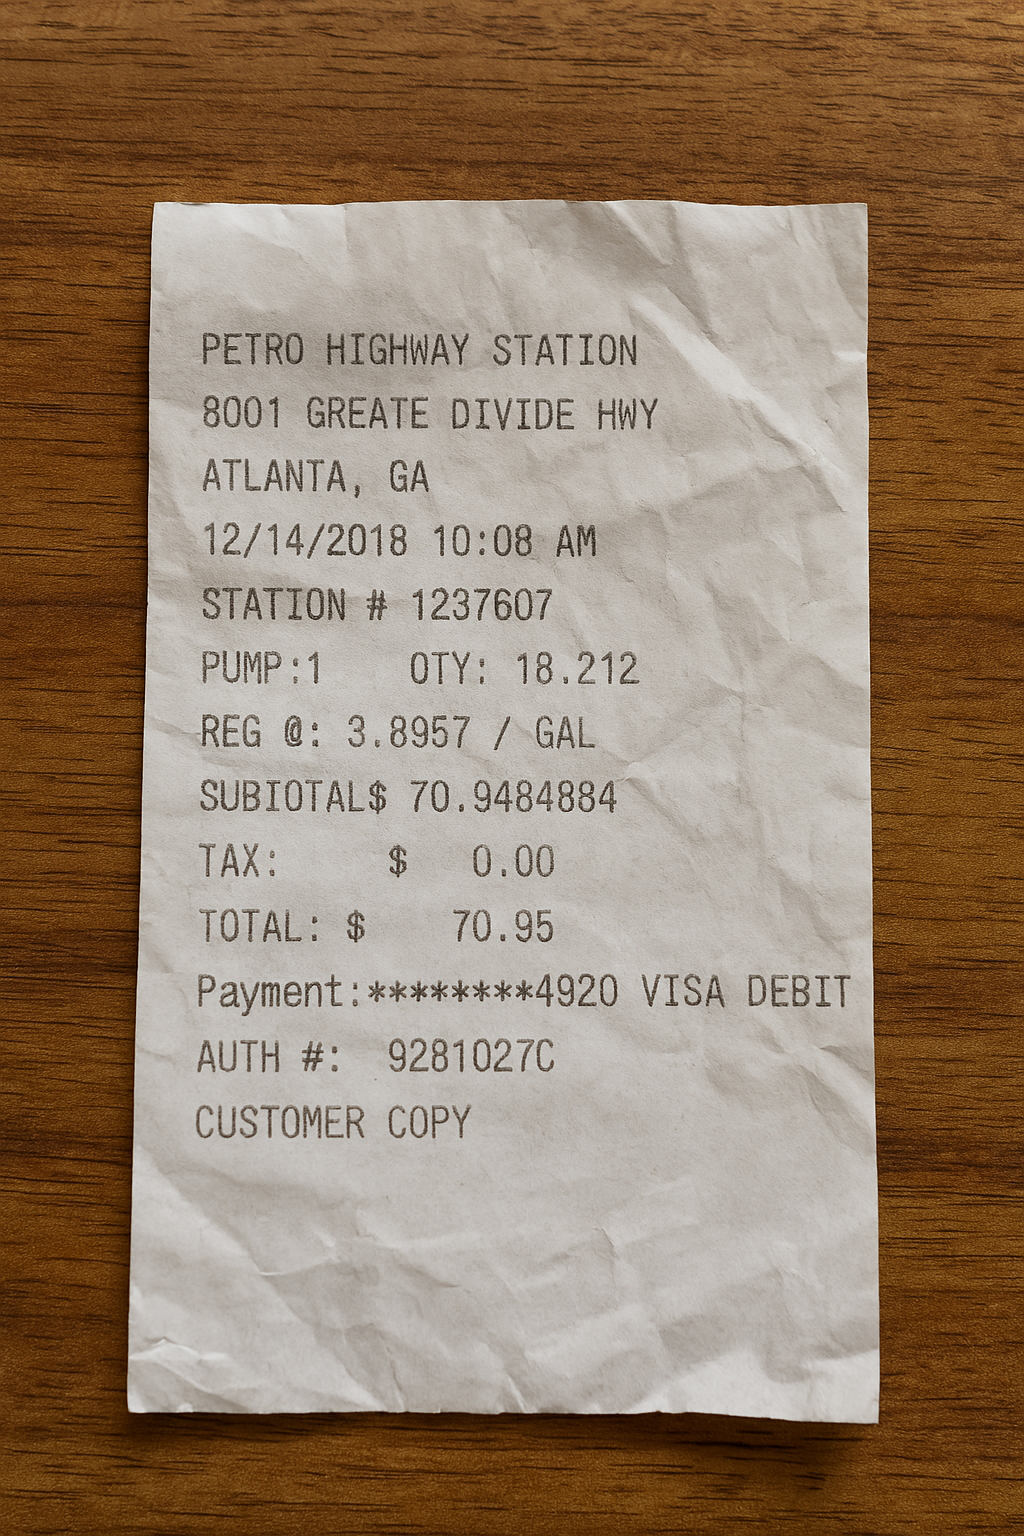 PETRO HIGHWAY STATION
8001 GREATE DIVIDE HWY
ATLANTA, GA
12/14/2018 10:08 AM
STATION # 1237607
PUMP:1 OTY: 18.212
REG @: 3.8957 / GAL
SUBIOTAL$ 70.9484884
TAX: $ 0.00
TOTAL: $ 70.95
Payment:********4920 VISA DEBIT
AUTH #: 9281027C
CUSTOMER COPY